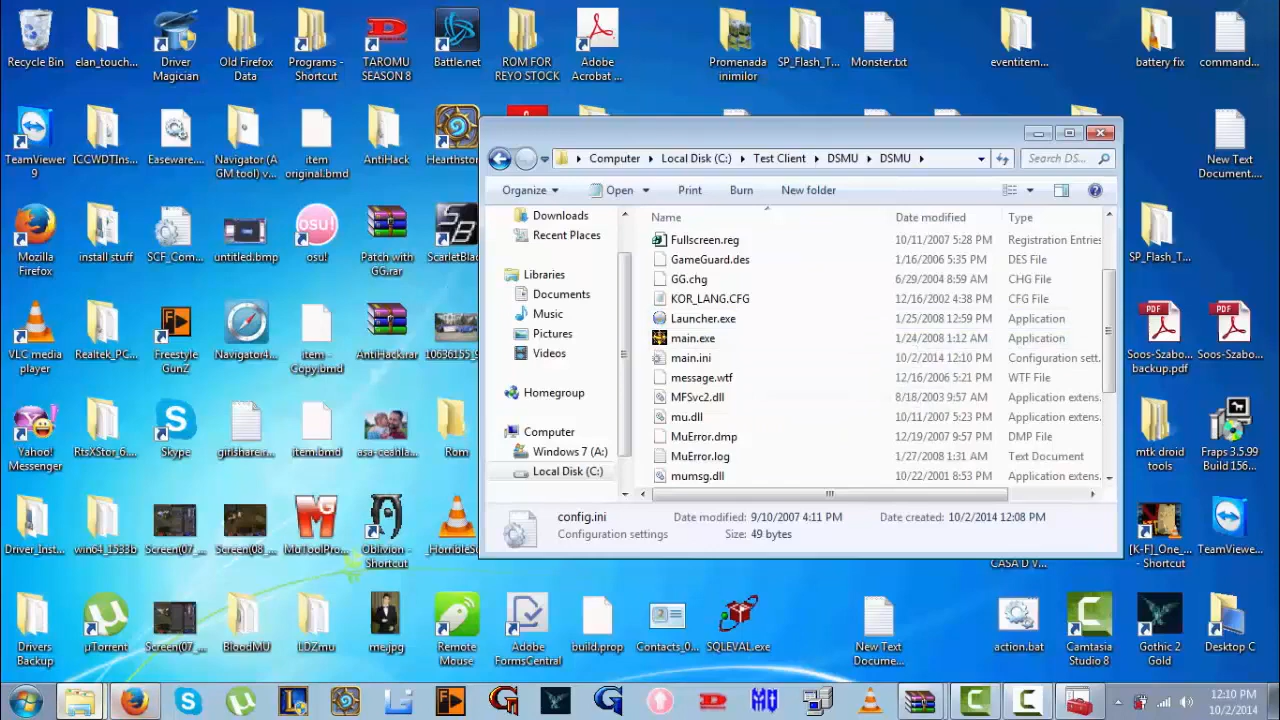 Recycle Bin
elan_touch...
Driver
Magician
Old Firefox
Data
Programs -
Shortcut
TAROMU
SEASON 8
Battle.net
ROM FOR
REYO STOCK
Adobe
Acrobat ...
Promenada
inimilor
SP_Flash_T...
Monster.txt
eventitem...
battery fix
command...
TeamViewer
9
ICCWDTIns...
Easeware....
Navigator (A
GM tool) v...
item
original.bmd
AntiHack
Hearthston
New Text
Document....
Mozilla
Firefox
install stuff
SCF_Com...
untitled.bmp
osu!
Patch with
GG.rar
ScarletBlac
SP_Flash_T...
VLC media
player
Realtek_PC...
Freestyle
GunZ
Navigator4...
item -
Copy.bmd
AntiHack.rar
10636155_9
PDF
Soos-Szabo...
backup.pdf
PDF
Soos-Szabo...
Yahoo!
Messenger
RtsXStor_6...
Skype
girlshare.r...
item.bmd
asa-ceahla...
Rom
mtk droid
tools
Fraps 3.5.99
Build 156...
Driver_Inst...
win64_1533b...
Screen(07_...
Screen(08_...
MuToolPro...
Oblivion -
Shortcut
_HorribleSu
CASA D V...
[K-F]_One_...
- Shortcut
TeamViewe...
Drivers
Backup
µTorrent
Screen(07_...
BloodMU
LDZmu
me.jpg
Remote
Mouse
Adobe
FormsCentral
build.prop
Contacts_0...
SQLEVAL.exe
New Text
Docume...
action.bat
Camtasia
Studio 8
Gothic 2
Gold
Desktop C
Computer Local Disk (C:) Test Client DSMU DSMU
Search DS...
Organize Open Print Burn New folder
Downloads
Recent Places
Libraries
Documents
Music
Pictures
Videos
Homegroup
Computer
Windows 7 (A:)
Local Disk (C:)
Name Date modified Type
Fullscreen.reg 10/11/2007 5:28 PM Registration Entries
GameGuard.des 1/16/2006 5:35 PM DES File
GG.chg 6/29/2004 8:59 AM CHG File
KOR_LANG.CFG 12/16/2002 4:38 PM CFG File
Launcher.exe 1/25/2008 12:59 PM Application
main.exe 1/24/2008 1:12 AM Application
main.ini 10/2/2014 12:10 PM Configuration sett...
message.wtf 12/16/2006 5:21 PM WTF File
MFSvc2.dll 8/18/2003 9:57 AM Application extens...
mu.dll 10/11/2007 5:23 PM Application extens...
MuError.dmp 12/19/2007 9:57 PM DMP File
MuError.log 1/27/2008 1:31 AM Text Document
mumsg.dll 10/22/2001 8:53 PM Application extens...
config.ini Date modified: 9/10/2007 4:11 PM Date created: 10/2/2014 12:08 PM
Configuration settings Size: 49 bytes
12:10 PM
10/2/2014